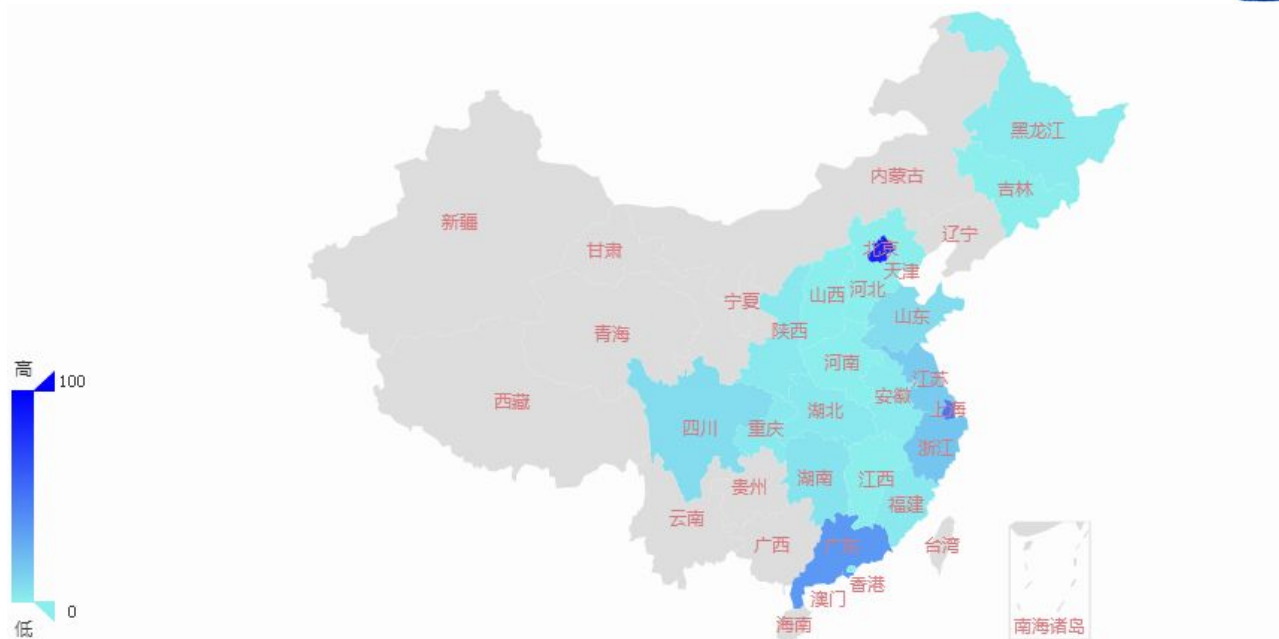 黑龙江
内蒙古
吉林
新疆
辽宁
甘肃
北京
天津
宁夏
山西
河北
山东
陕西
青海
河南
高
100
江苏
安徽
西藏
上海
湖北
四川
重庆
浙江
湖南
江西
贵州
福建
云南
广西
广东
台湾
香港
澳门
0
低
海南
南海诸岛